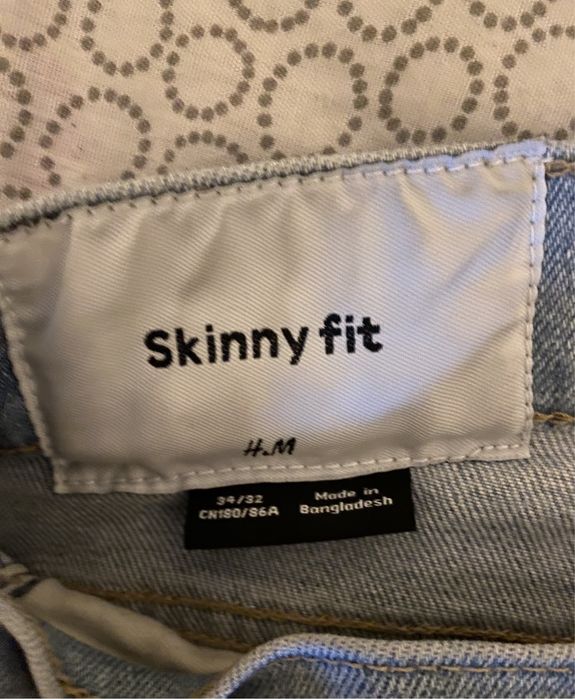 Skinny fit
H&M
34/32
CN180/86A
Made in
Bangladesh